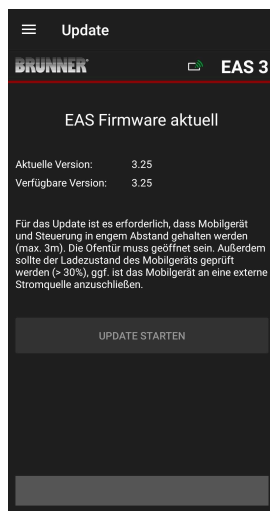 Update
BRUNNER
EAS 3
EAS Firmware aktuell
Aktuelle Version: 3.25
Verfügbare Version: 3.25
Für das Update ist es erforderlich, dass Mobilgerät
und Steuerung in engem Abstand gehalten werden
(max. 3m). Die Ofentür muss geöffnet sein. Außerdem
sollte der Ladezustand des Mobilgeräts geprüft
werden (> 30%), ggf. ist das Mobilgerät an eine externe
Stromquelle anzuschließen.
UPDATE STARTEN